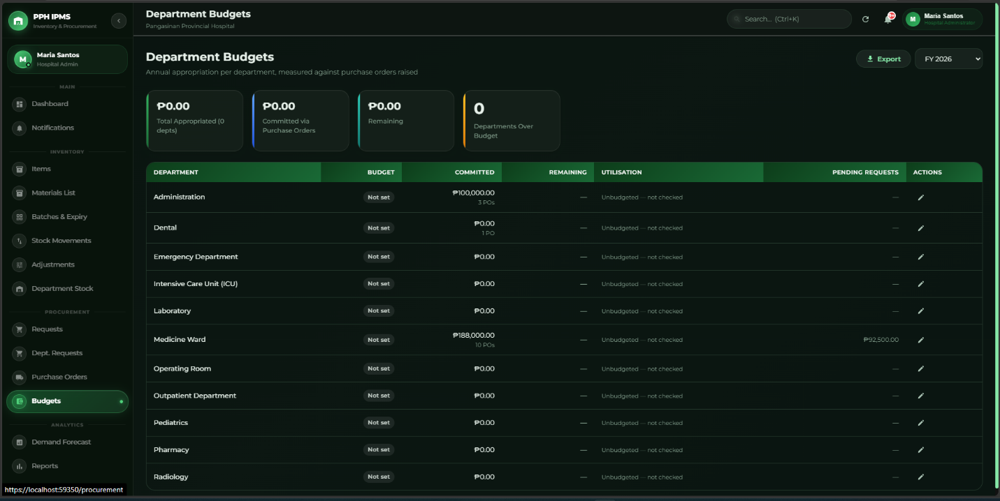 PPH IPMS
Inventory & Procurement
Department Budgets
Pangasinan Provincial Hospital
Search... (Ctrl+K)
9+
M
Maria Santos
Hospital Administrator
M
Maria Santos
Hospital Admin
MAIN
Dashboard
Notifications
INVENTORY
Items
Materials List
Batches & Expiry
Stock Movements
Adjustments
Department Stock
PROCUREMENT
Requests
Dept. Requests
Purchase Orders
Budgets
ANALYTICS
Demand Forecast
Reports
https://localhost:59350/procurement
Department Budgets
Annual appropriation per department, measured against purchase orders raised
Export
FY 2026
₱0.00
Total Appropriated (0
depts)
₱0.00
Committed via
Purchase Orders
₱0.00
Remaining
0
Departments Over
Budget
DEPARTMENT BUDGET COMMITTED REMAINING UTILISATION PENDING REQUESTS ACTIONS
Administration Not set ₱100,000.00 — Unbudgeted — not checked —
3 POs
Dental Not set ₱0.00 — Unbudgeted — not checked —
1 PO
Emergency Department Not set ₱0.00 — Unbudgeted — not checked —
Intensive Care Unit (ICU) Not set ₱0.00 — Unbudgeted — not checked —
Laboratory Not set ₱0.00 — Unbudgeted — not checked —
Medicine Ward Not set ₱188,000.00 — Unbudgeted — not checked ₱92,500.00
10 POs
Operating Room Not set ₱0.00 — Unbudgeted — not checked —
Outpatient Department Not set ₱0.00 — Unbudgeted — not checked —
Pediatrics Not set ₱0.00 — Unbudgeted — not checked —
Pharmacy Not set ₱0.00 — Unbudgeted — not checked —
Radiology Not set ₱0.00 — Unbudgeted — not checked —